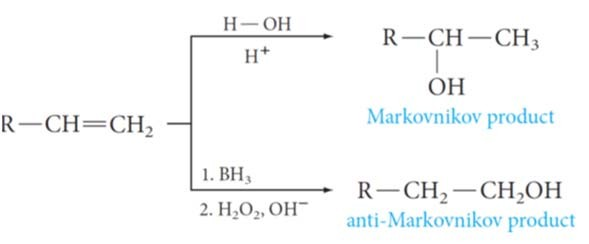 H—OH
H⁺
R—CH—CH₃
|
OH
Markovnikov product
R—CH=CH₂
1. BH₃
2. H₂O₂, OH⁻
R—CH₂—CH₂OH
anti-Markovnikov product